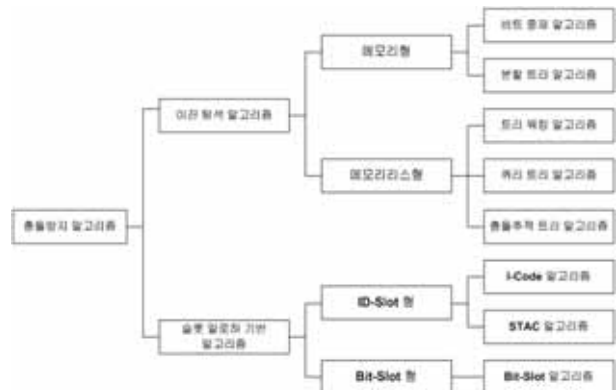 비트 중재 알고리즘
메모리형
분할 트리 알고리즘
이진 탐색 알고리즘
트리 워킹 알고리즘
메모리리스형
쿼리 트리 알고리즘
충돌방지 알고리즘
충돌추적 트리 알고리즘
I-Code 알고리즘
ID-Slot 형
슬롯 알로하 기반
알고리즘
STAC 알고리즘
Bit-Slot 형
Bit-Slot 알고리즘